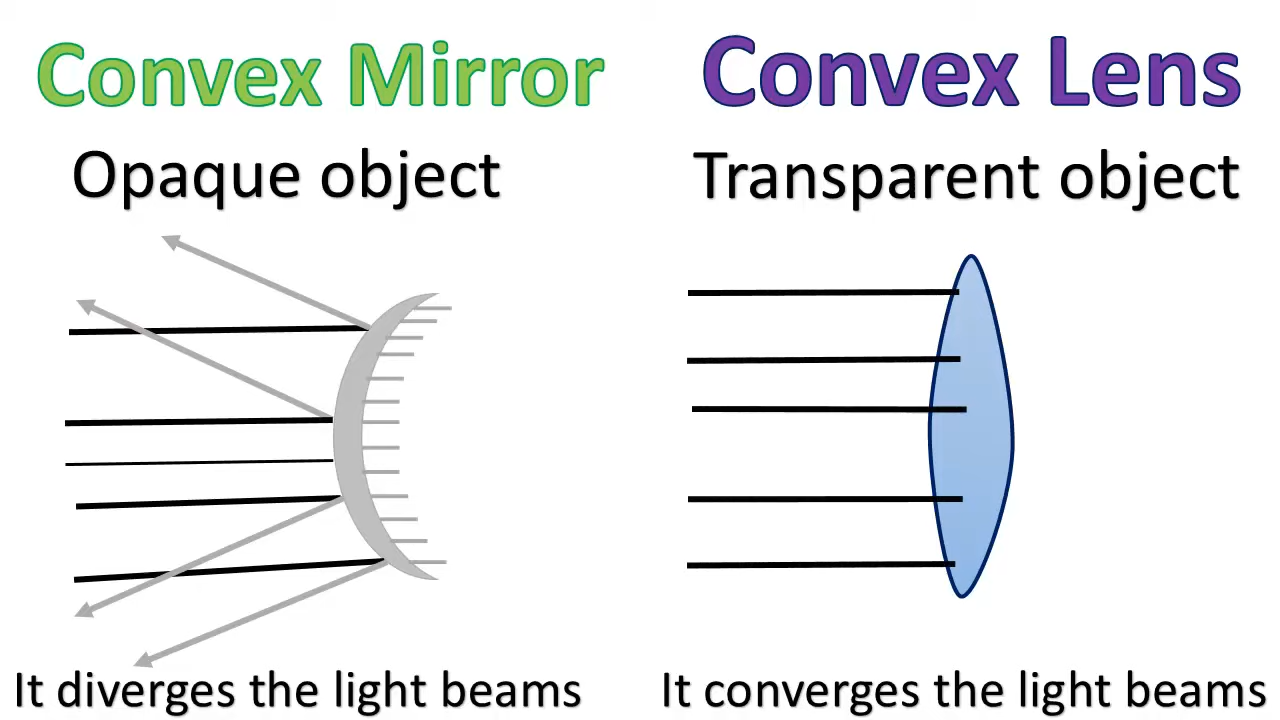 Convex Mirror
Opaque object
It diverges the light beams
Convex Lens
Transparent object
It converges the light beams